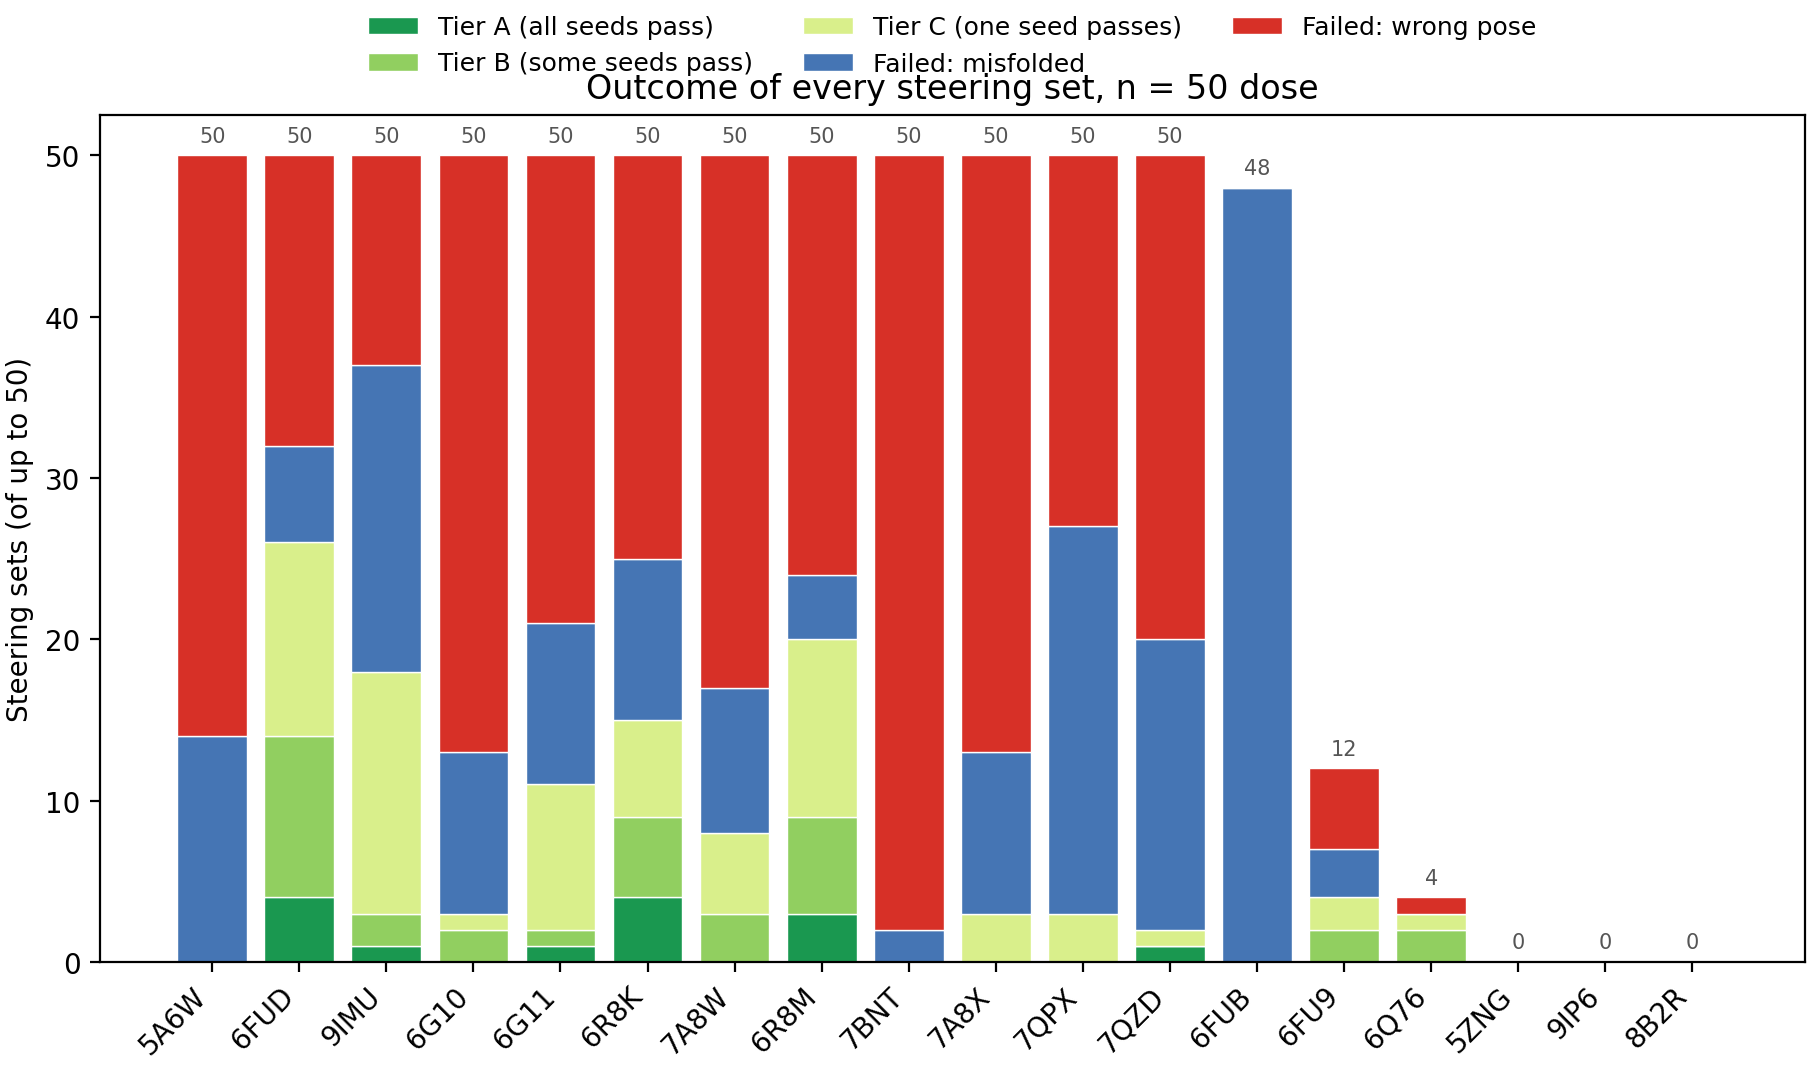 Tier A (all seeds pass)
Tier B (some seeds pass)
Tier C (one seed passes)
Failed: misfolded
Failed: wrong pose
Outcome of every steering set, n = 50 dose
Steering sets (of up to 50)
50
40
30
20
10
0
50
50
50
50
50
50
50
50
50
50
50
50
48
12
4
0
0
0
5A6W
6FUD
9JMU
6G10
6G11
6R8K
7A8W
6R8M
7BNT
7A8X
7QPX
7QZD
6FUB
6FU9
6Q76
5ZNG
9IP6
8B2R